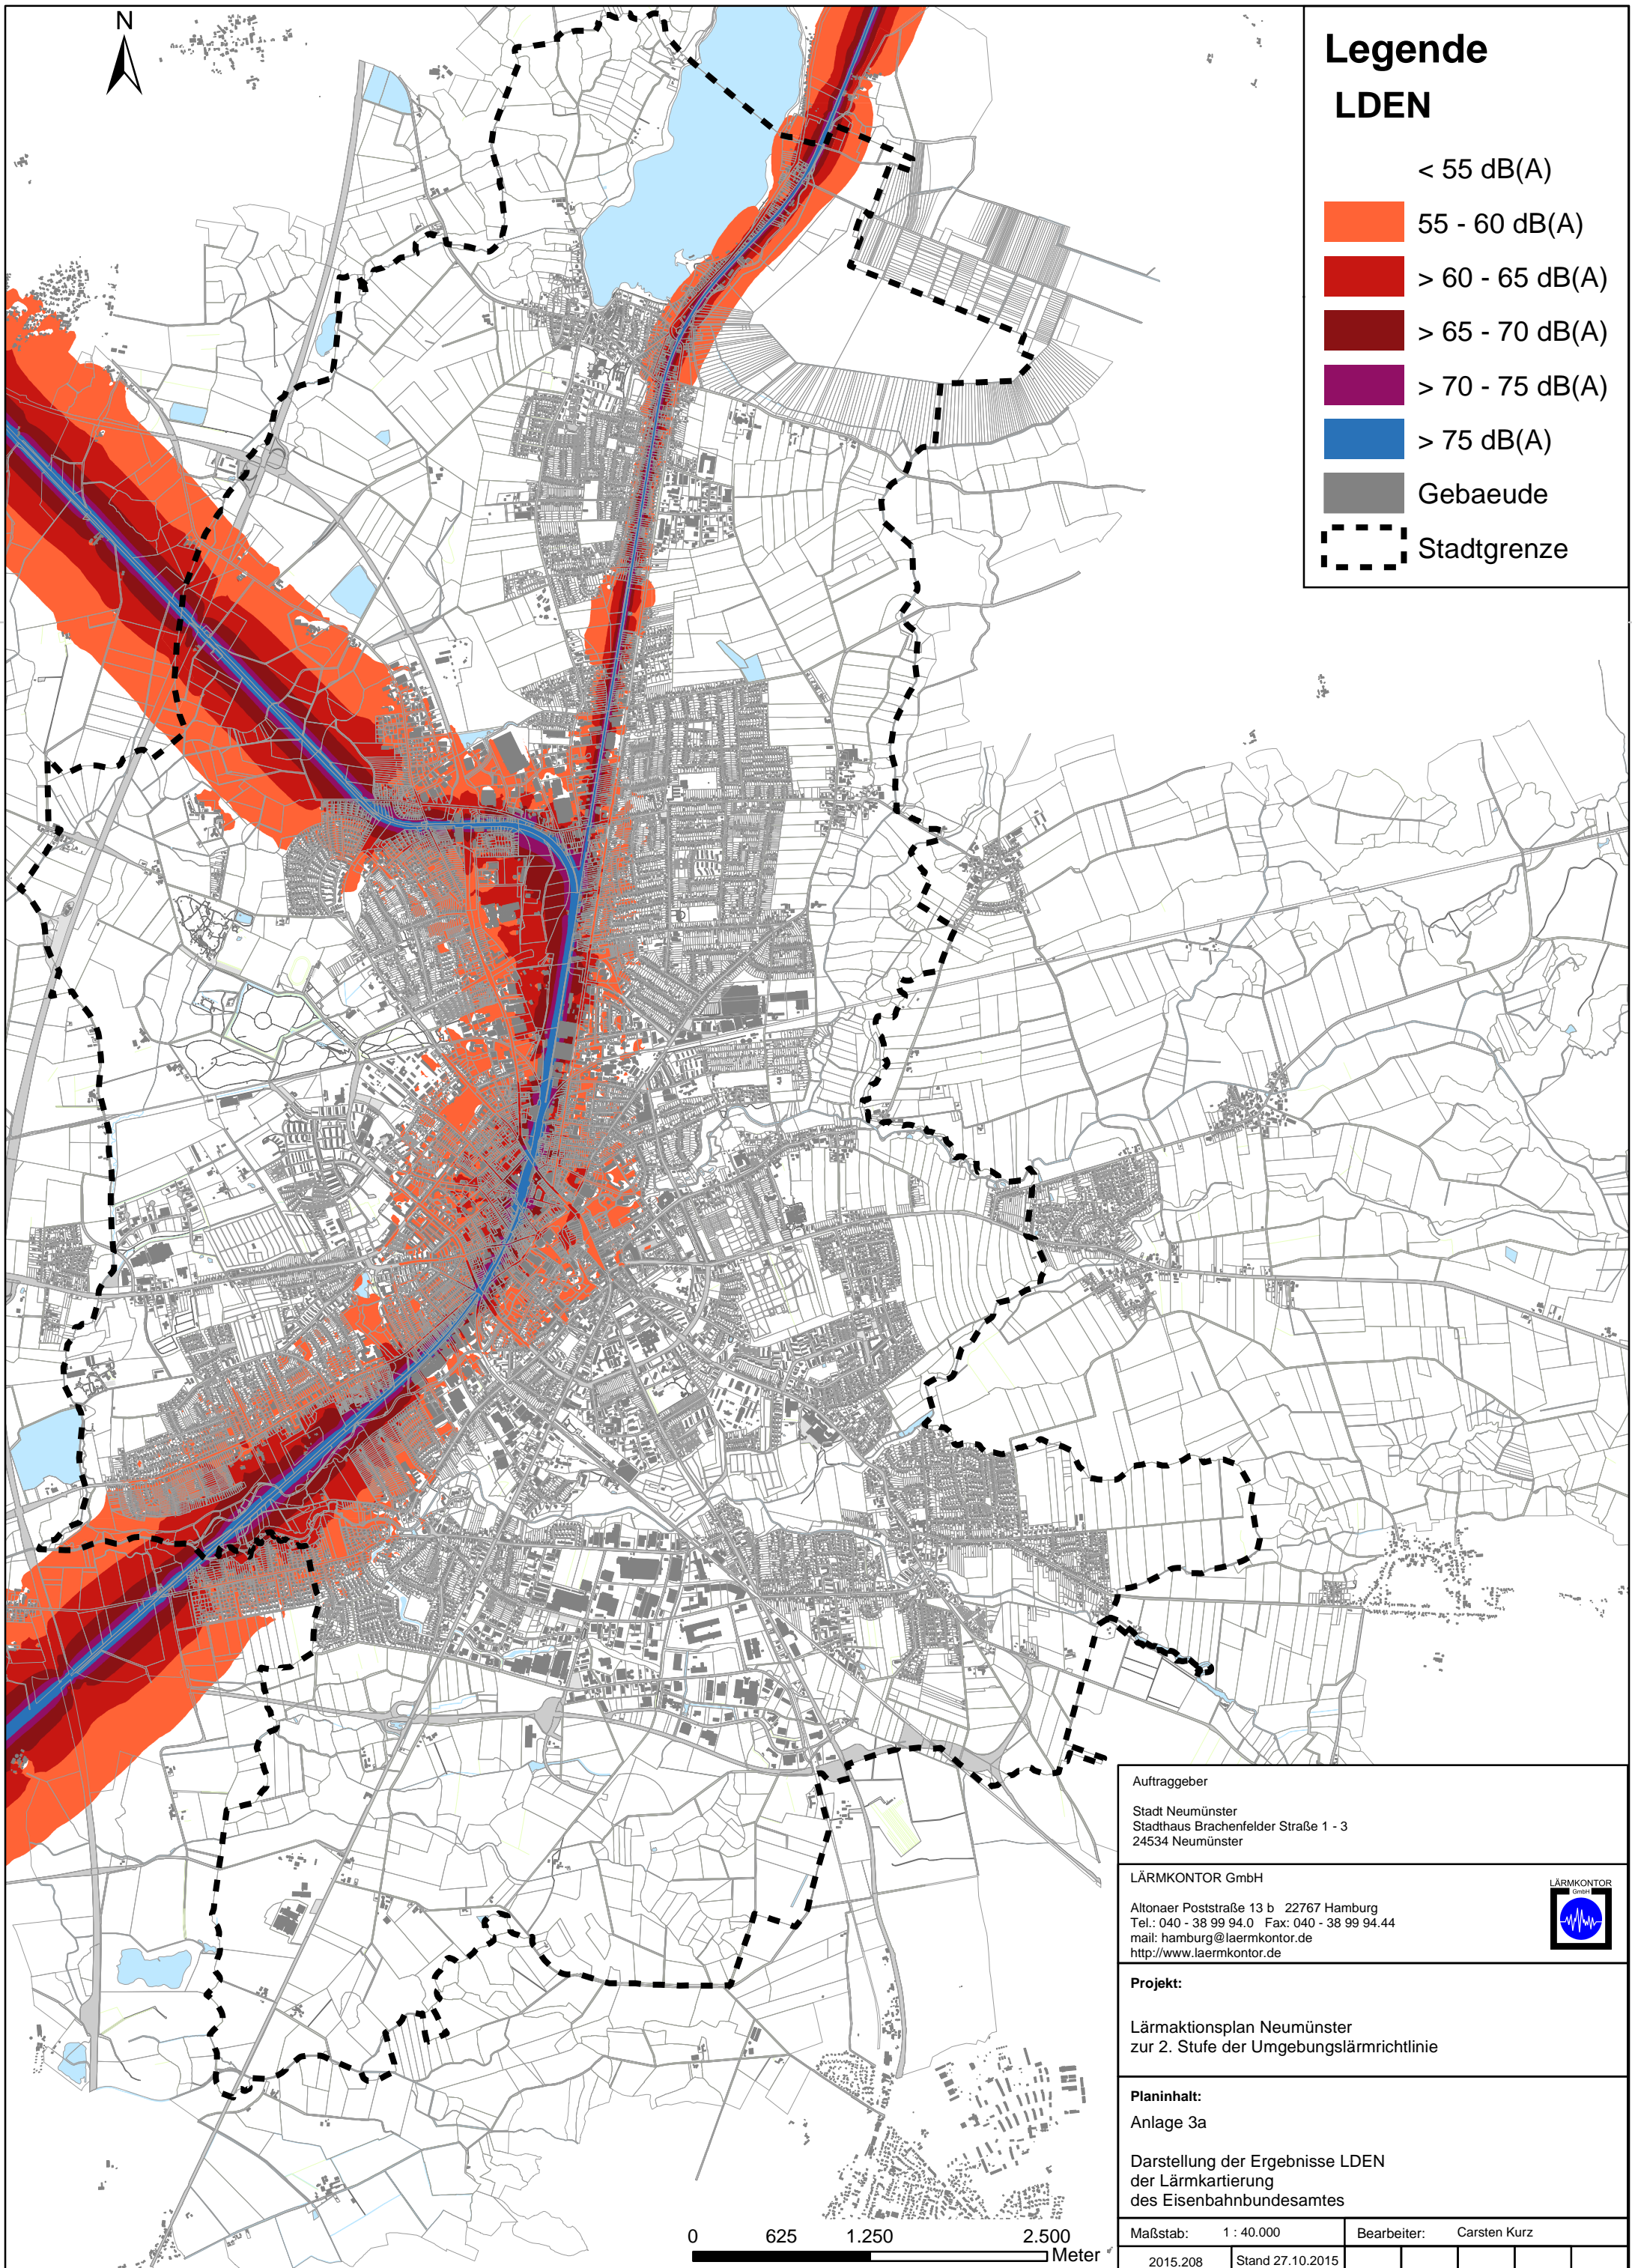 N
Legende
LDEN
< 55 dB(A)
55 - 60 dB(A)
> 60 - 65 dB(A)
> 65 - 70 dB(A)
> 70 - 75 dB(A)
> 75 dB(A)
Gebaeude
Stadtgrenze
Auftraggeber
Stadt Neumünster
Stadthaus Brachenfelder Straße 1 - 3
24534 Neumünster
LÄRMKONTOR GmbH
Altonaer Poststraße 13 b 22767 Hamburg
Tel.: 040 - 38 99 94.0 Fax: 040 - 38 99 94.44
mail: hamburg@laermkontor.de
http://www.laermkontor.de
LÄRMKONTOR
GmbH
Projekt:
Lärmaktionsplan Neumünster
zur 2. Stufe der Umgebungslärmrichtlinie
Planinhalt:
Anlage 3a
Darstellung der Ergebnisse LDEN
der Lärmkartierung
des Eisenbahnbundesamtes
Maßstab: 1 : 40.000 Bearbeiter: Carsten Kurz
2015.208 Stand 27.10.2015
0 625 1.250 2.500
Meter